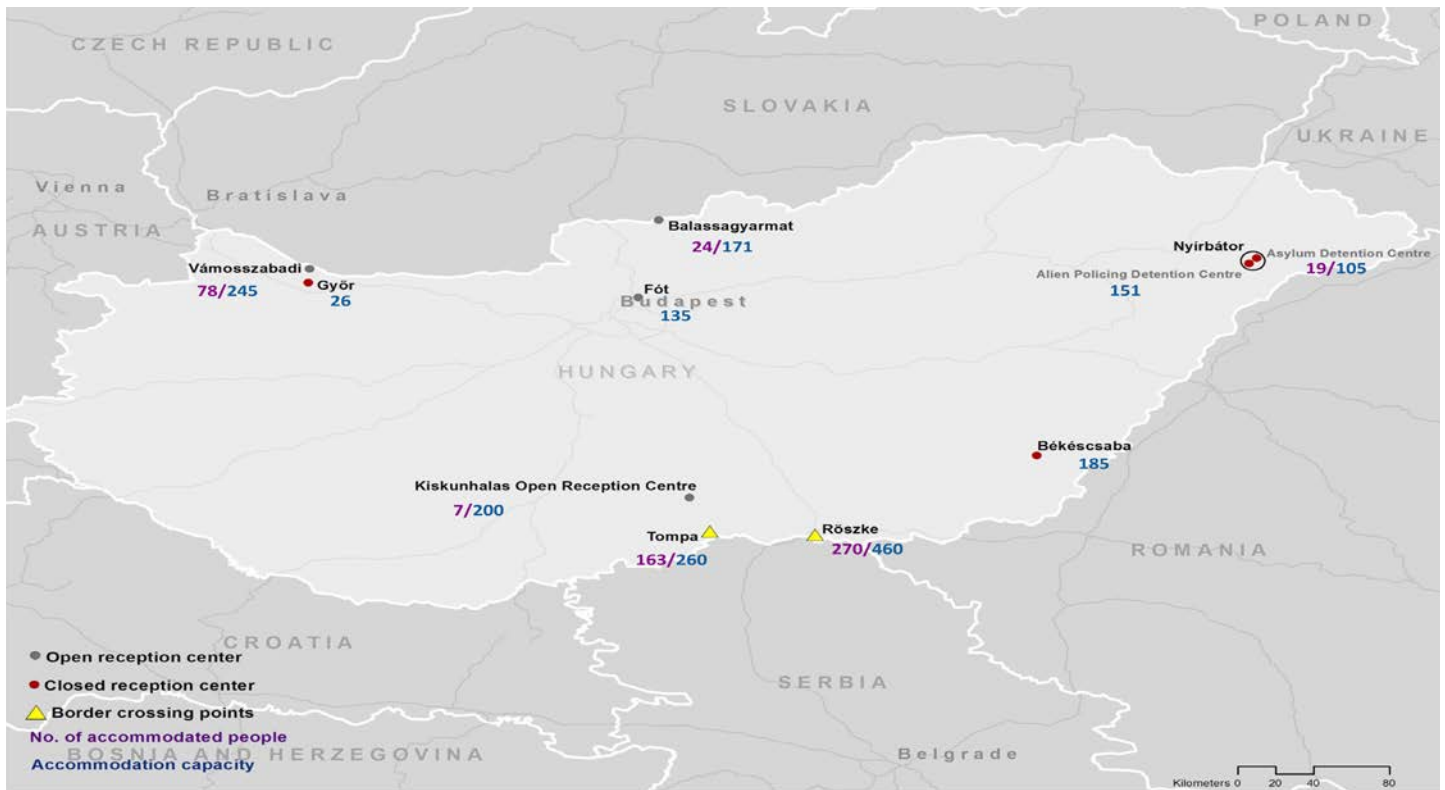 POLAND
CZECH REPUBLIC
SLOVAKIA
UKRAINE
Vienna
Bratislava
AUSTRIA
Balassagyarmat
24/171
Nyírbátor
Asylum Detention Centre
19/105
Alien Policing Detention Centre
151
Vámosszabadi
78/245
Győr
26
Fót
Budapest
135
HUNGARY
Békéscsaba
185
Kiskunhalas Open Reception Centre
7/200
Tompa
163/260
Röszke
270/460
ROMANIA
CROATIA
SERBIA
Open reception center
Closed reception center
Border crossing points
No. of accommodated people
BOSNIA AND HERZEGOVINA
Accommodation capacity
Belgrade
Kilometers 0 20 40 80